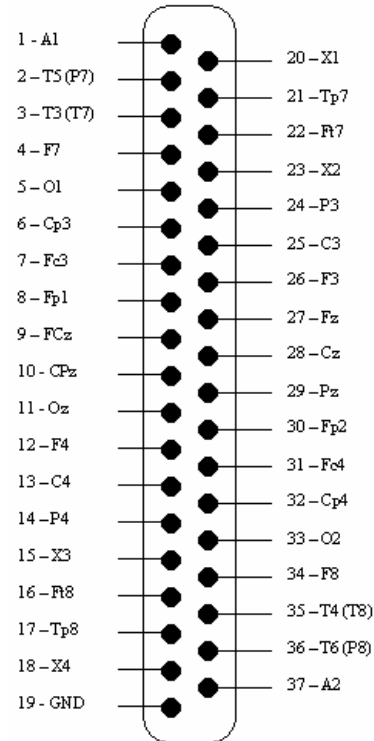 1 – A1
2 – T5 (P7)
3 – T3 (T7)
4 – F7
5 – O1
6 – Cp3
7 – Fc3
8 – Fp1
9 – FCz
10 - CPz
11 - Oz
12 – F4
13 – C4
14 – P4
15 – X3
16 – Ft8
17 – Tp8
18 – X4
19 - GND
20 – X1
21 – Tp7
22 – Ft7
23 – X2
24 – P3
25 – C3
26 – F3
27 – Fz
28 – Cz
29 – Pz
30 – Fp2
31 – Fc4
32 – Cp4
33 – O2
34 – F8
35 – T4 (T8)
36 – T6 (P8)
37 – A2